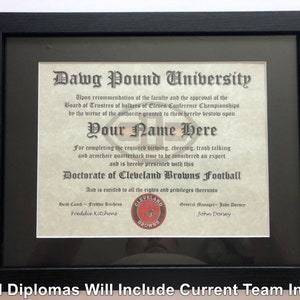 Dawg Pound University
Upon recommendation of the faculty and the approval of the
Board of Trustees of holders of Eleven Conference Championships
by the virtue of the authority granted to them hereby bestow upon
Your Name Here
For completing the required blowing, cheering, trash talking
and armchair quarterback time to be considered an expert
and is hereby presented with this
Doctorate of Cleveland Browns Football
And is entitled to all the rights and privileges thereunto
Head Coach - Freddie Kitchens General Manager - John Dorsey
Freddie Kitchens John Dorsey
CLEVELAND
BROWNS
l Diplomas Will Include Current Team In